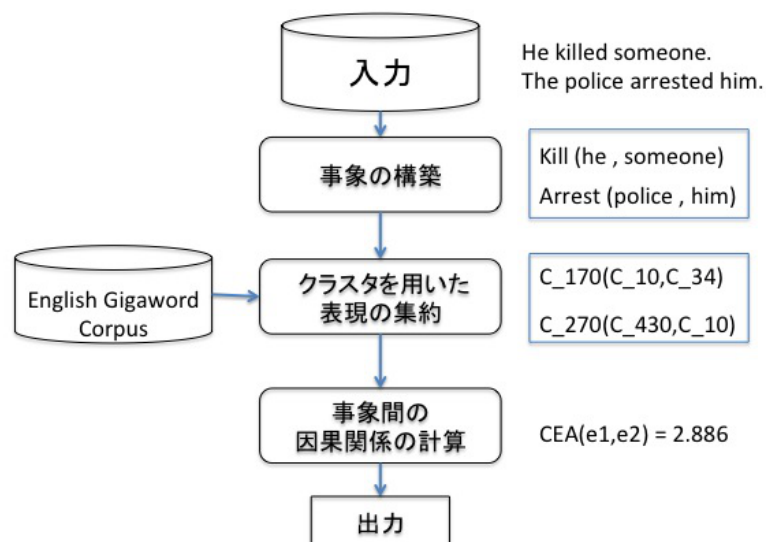 入力
He killed someone.
The police arrested him.
事象の構築
Kill (he , someone)
Arrest (police , him)
English Gigaword
Corpus
クラスタを用いた
表現の集約
C_170(C_10,C_34)
C_270(C_430,C_10)
事象間の
因果関係の計算
CEA(e1,e2) = 2.886
出力